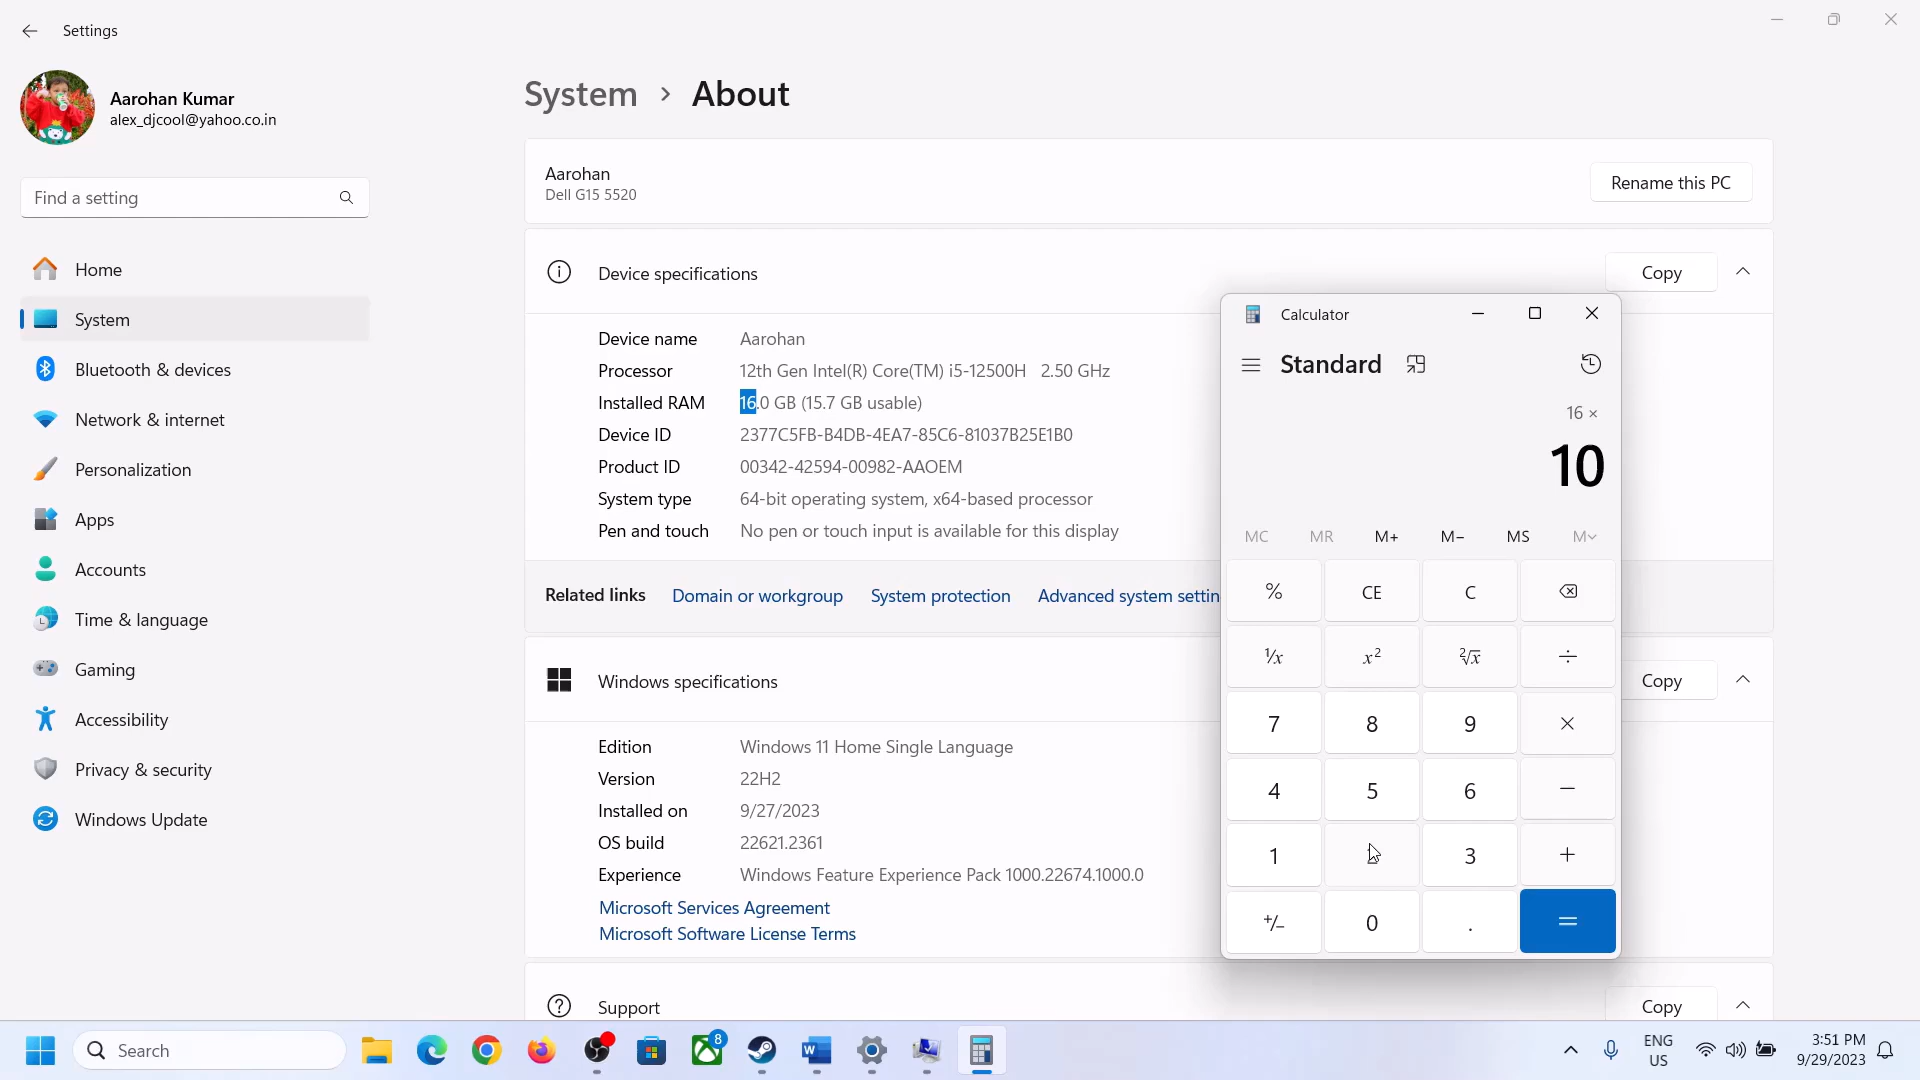 Settings
Aarohan Kumar
alex_djcool@yahoo.co.in
Find a setting
Home
System
Bluetooth & devices
Network & internet
Personalization
Apps
Accounts
Time & language
Gaming
Accessibility
Privacy & security
Windows Update
System > About
Aarohan
Dell G15 5520
Rename this PC
Device specifications
Copy
Device name Aarohan
Processor 12th Gen Intel(R) Core(TM) i5-12500H 2.50 GHz
Installed RAM 16.0 GB (15.7 GB usable)
Device ID 2377C5FB-B4DB-4EA7-85C6-81037B25E1B0
Product ID 00342-42594-00982-AAOEM
System type 64-bit operating system, x64-based processor
Pen and touch No pen or touch input is available for this display
Related links Domain or workgroup System protection Advanced system settin
Windows specifications
Copy
Edition Windows 11 Home Single Language
Version 22H2
Installed on 9/27/2023
OS build 22621.2361
Experience Windows Feature Experience Pack 1000.22674.1000.0
Microsoft Services Agreement
Microsoft Software License Terms
Support
Copy
Calculator
Standard
16 ×
10
MC MR M+ M− MS M
% CE C
¹/x x² ²√x ÷
7 8 9 ×
4 5 6 −
1 2 3 +
+/− 0 . =
Search
8
ENG
US
3:51 PM
9/29/2023